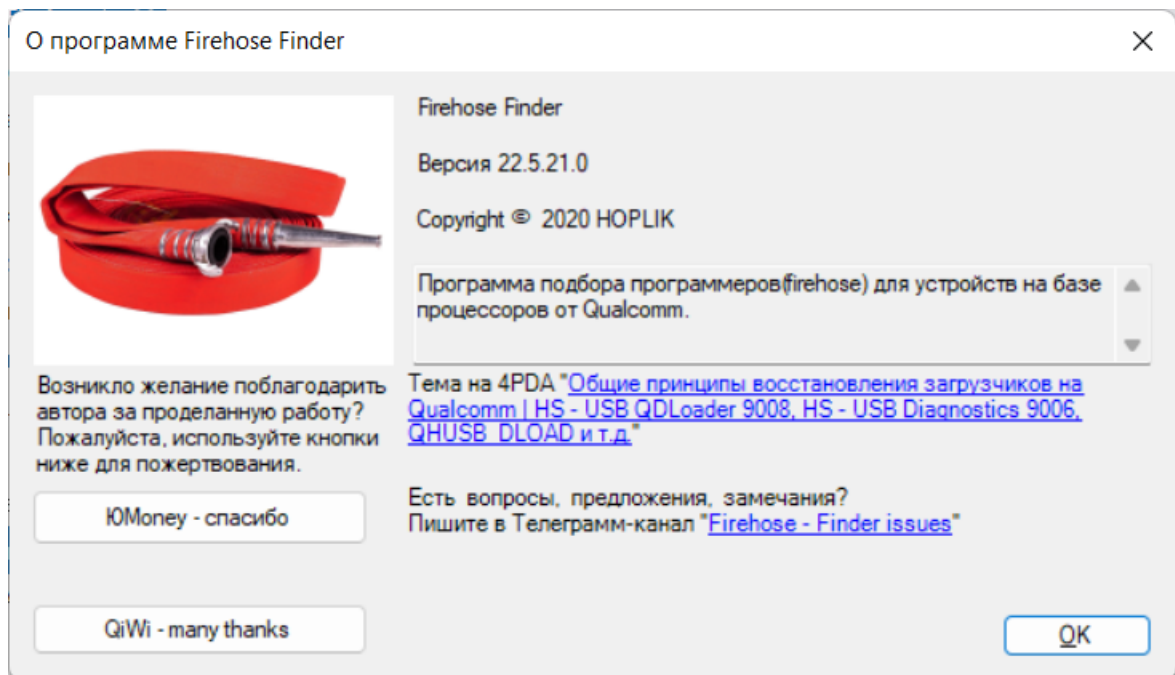 О программе Firehose Finder
Firehose Finder
Версия 22.5.21.0
Copyright © 2020 HOPLIK
Программа подбора программеров(firehose) для устройств на базе
процессоров от Qualcomm.
Возникло желание поблагодарить
автора за проделанную работу?
Пожалуйста, используйте кнопки
ниже для пожертвования.
Тема на 4PDA "Общие принципы восстановления загрузчиков на
Qualcomm | HS - USB QDLoader 9008, HS - USB Diagnostics 9006,
QHUSB_DLOAD и т.д."
Есть вопросы, предложения, замечания?
Пишите в Телеграмм-канал "Firehose - Finder issues"
ЮMoney - спасибо
QiWi - many thanks
OK